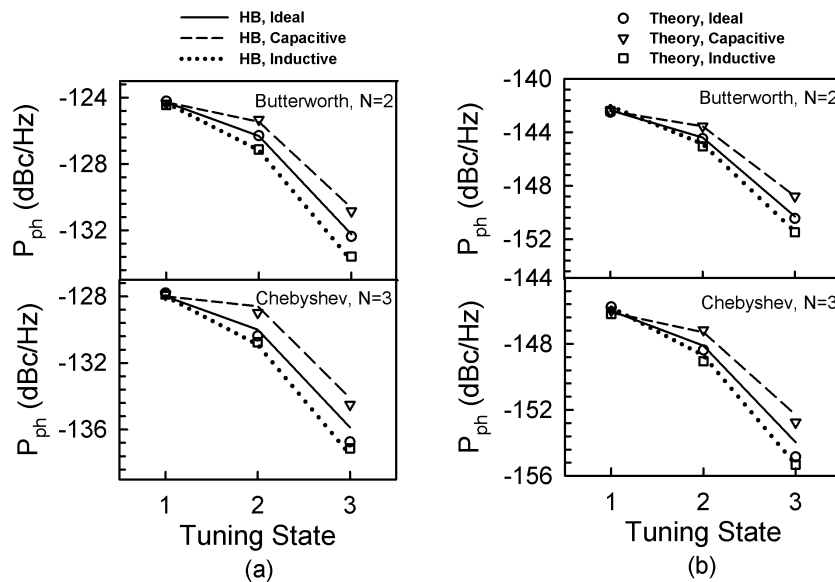 HB, Ideal
HB, Capacitive
HB, Inductive
-124
-128
-132
Butterworth, N=2
P_ph (dBc/Hz)
-128
-132
-136
Chebyshev, N=3
P_ph (dBc/Hz)
1 2 3
Tuning State
(a)
Theory, Ideal
Theory, Capacitive
Theory, Inductive
-140
-144
-148
-152
Butterworth, N=2
P_ph (dBc/Hz)
-144
-148
-152
-156
Chebyshev, N=3
P_ph (dBc/Hz)
1 2 3
Tuning State
(b)